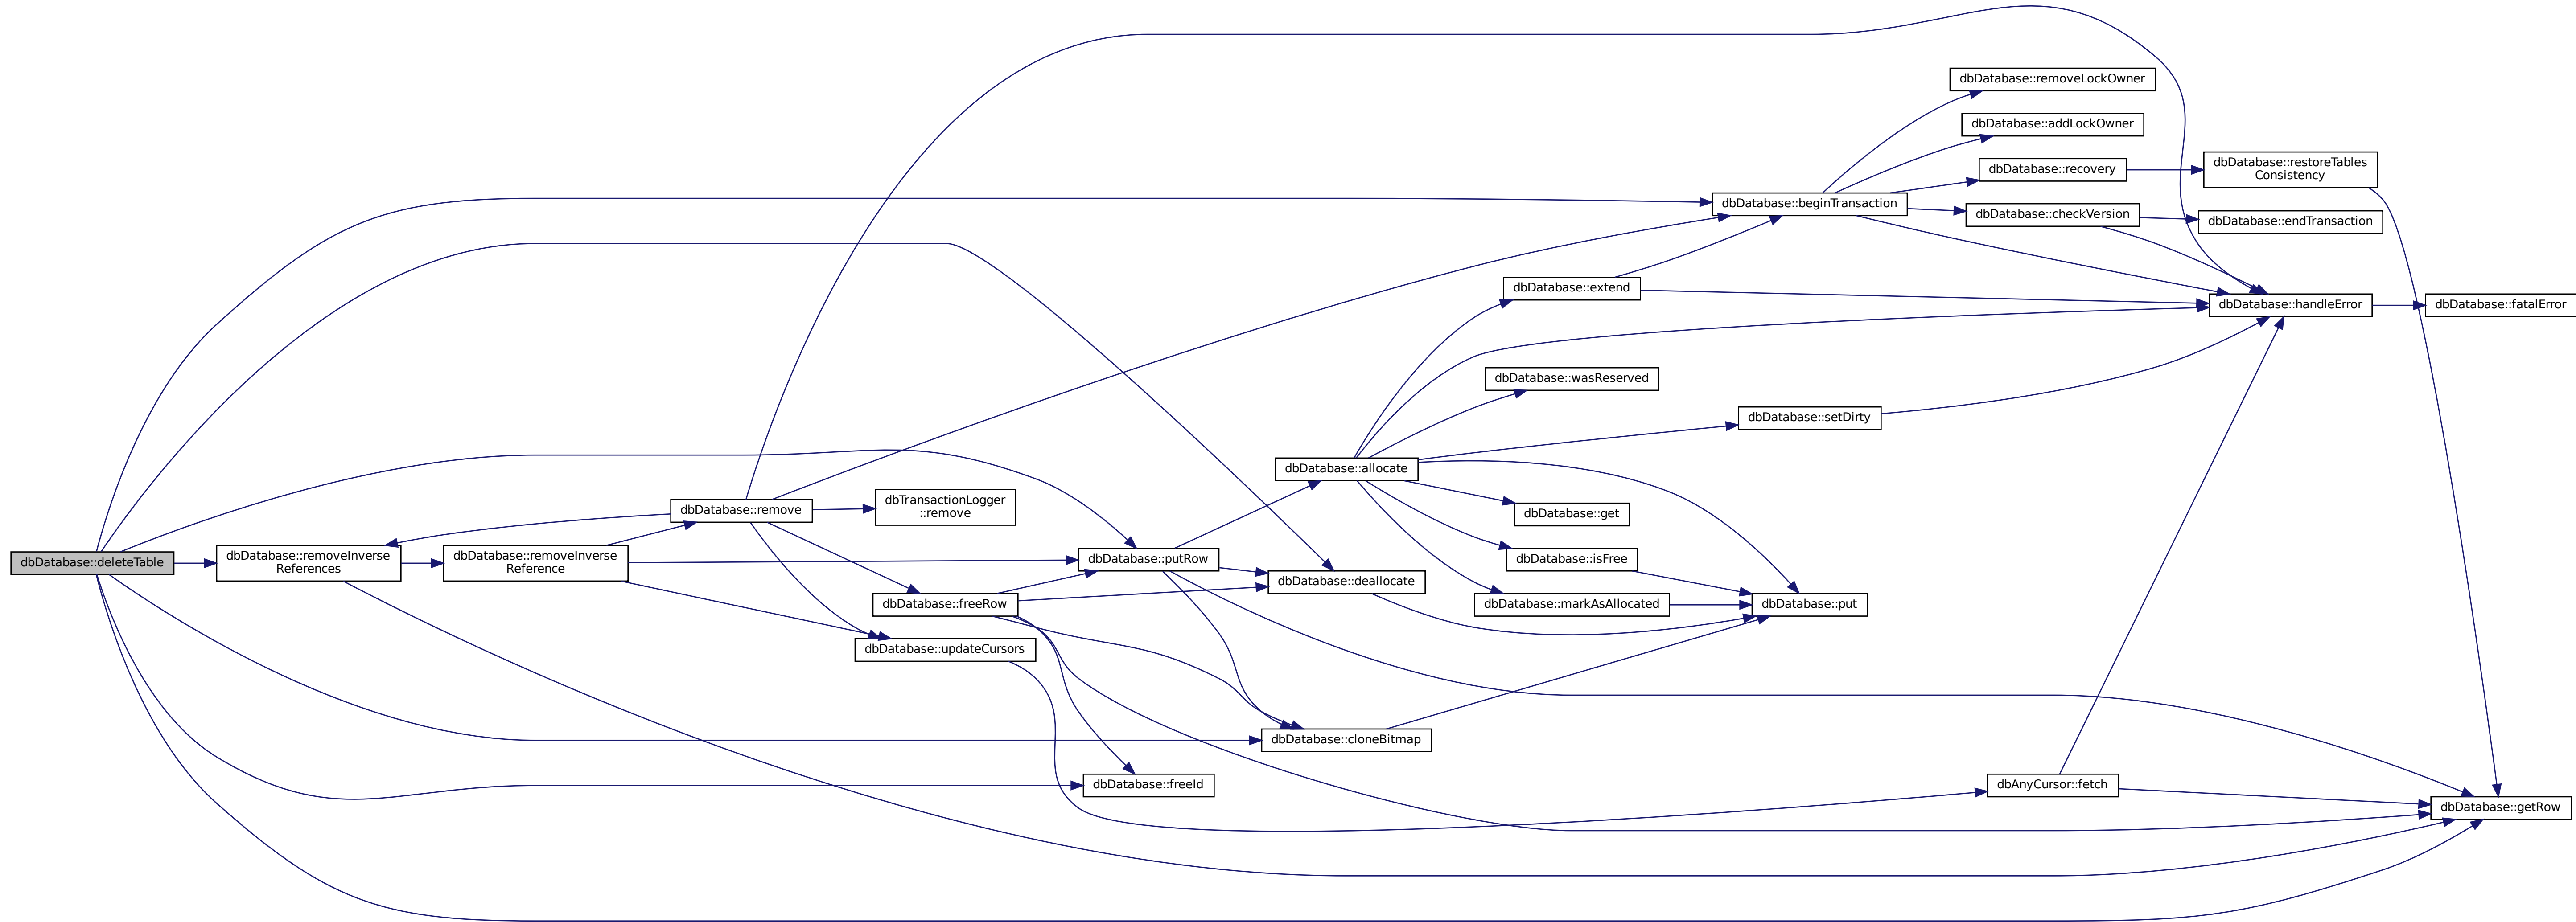 dbDatabase::removeLockOwner
dbDatabase::addLockOwner
dbDatabase::restoreTables
Consistency
dbDatabase::recovery
dbDatabase::beginTransaction
dbDatabase::checkVersion
dbDatabase::endTransaction
dbDatabase::extend
dbDatabase::handleError
dbDatabase::fatalError
dbDatabase::wasReserved
dbDatabase::setDirty
dbDatabase::allocate
dbTransactionLogger
::remove
dbDatabase::remove
dbDatabase::get
dbDatabase::deleteTable
dbDatabase::removeInverse
References
dbDatabase::removeInverse
Reference
dbDatabase::putRow
dbDatabase::isFree
dbDatabase::deallocate
dbDatabase::freeRow
dbDatabase::markAsAllocated
dbDatabase::put
dbDatabase::updateCursors
dbDatabase::cloneBitmap
dbDatabase::freeId
dbAnyCursor::fetch
dbDatabase::getRow